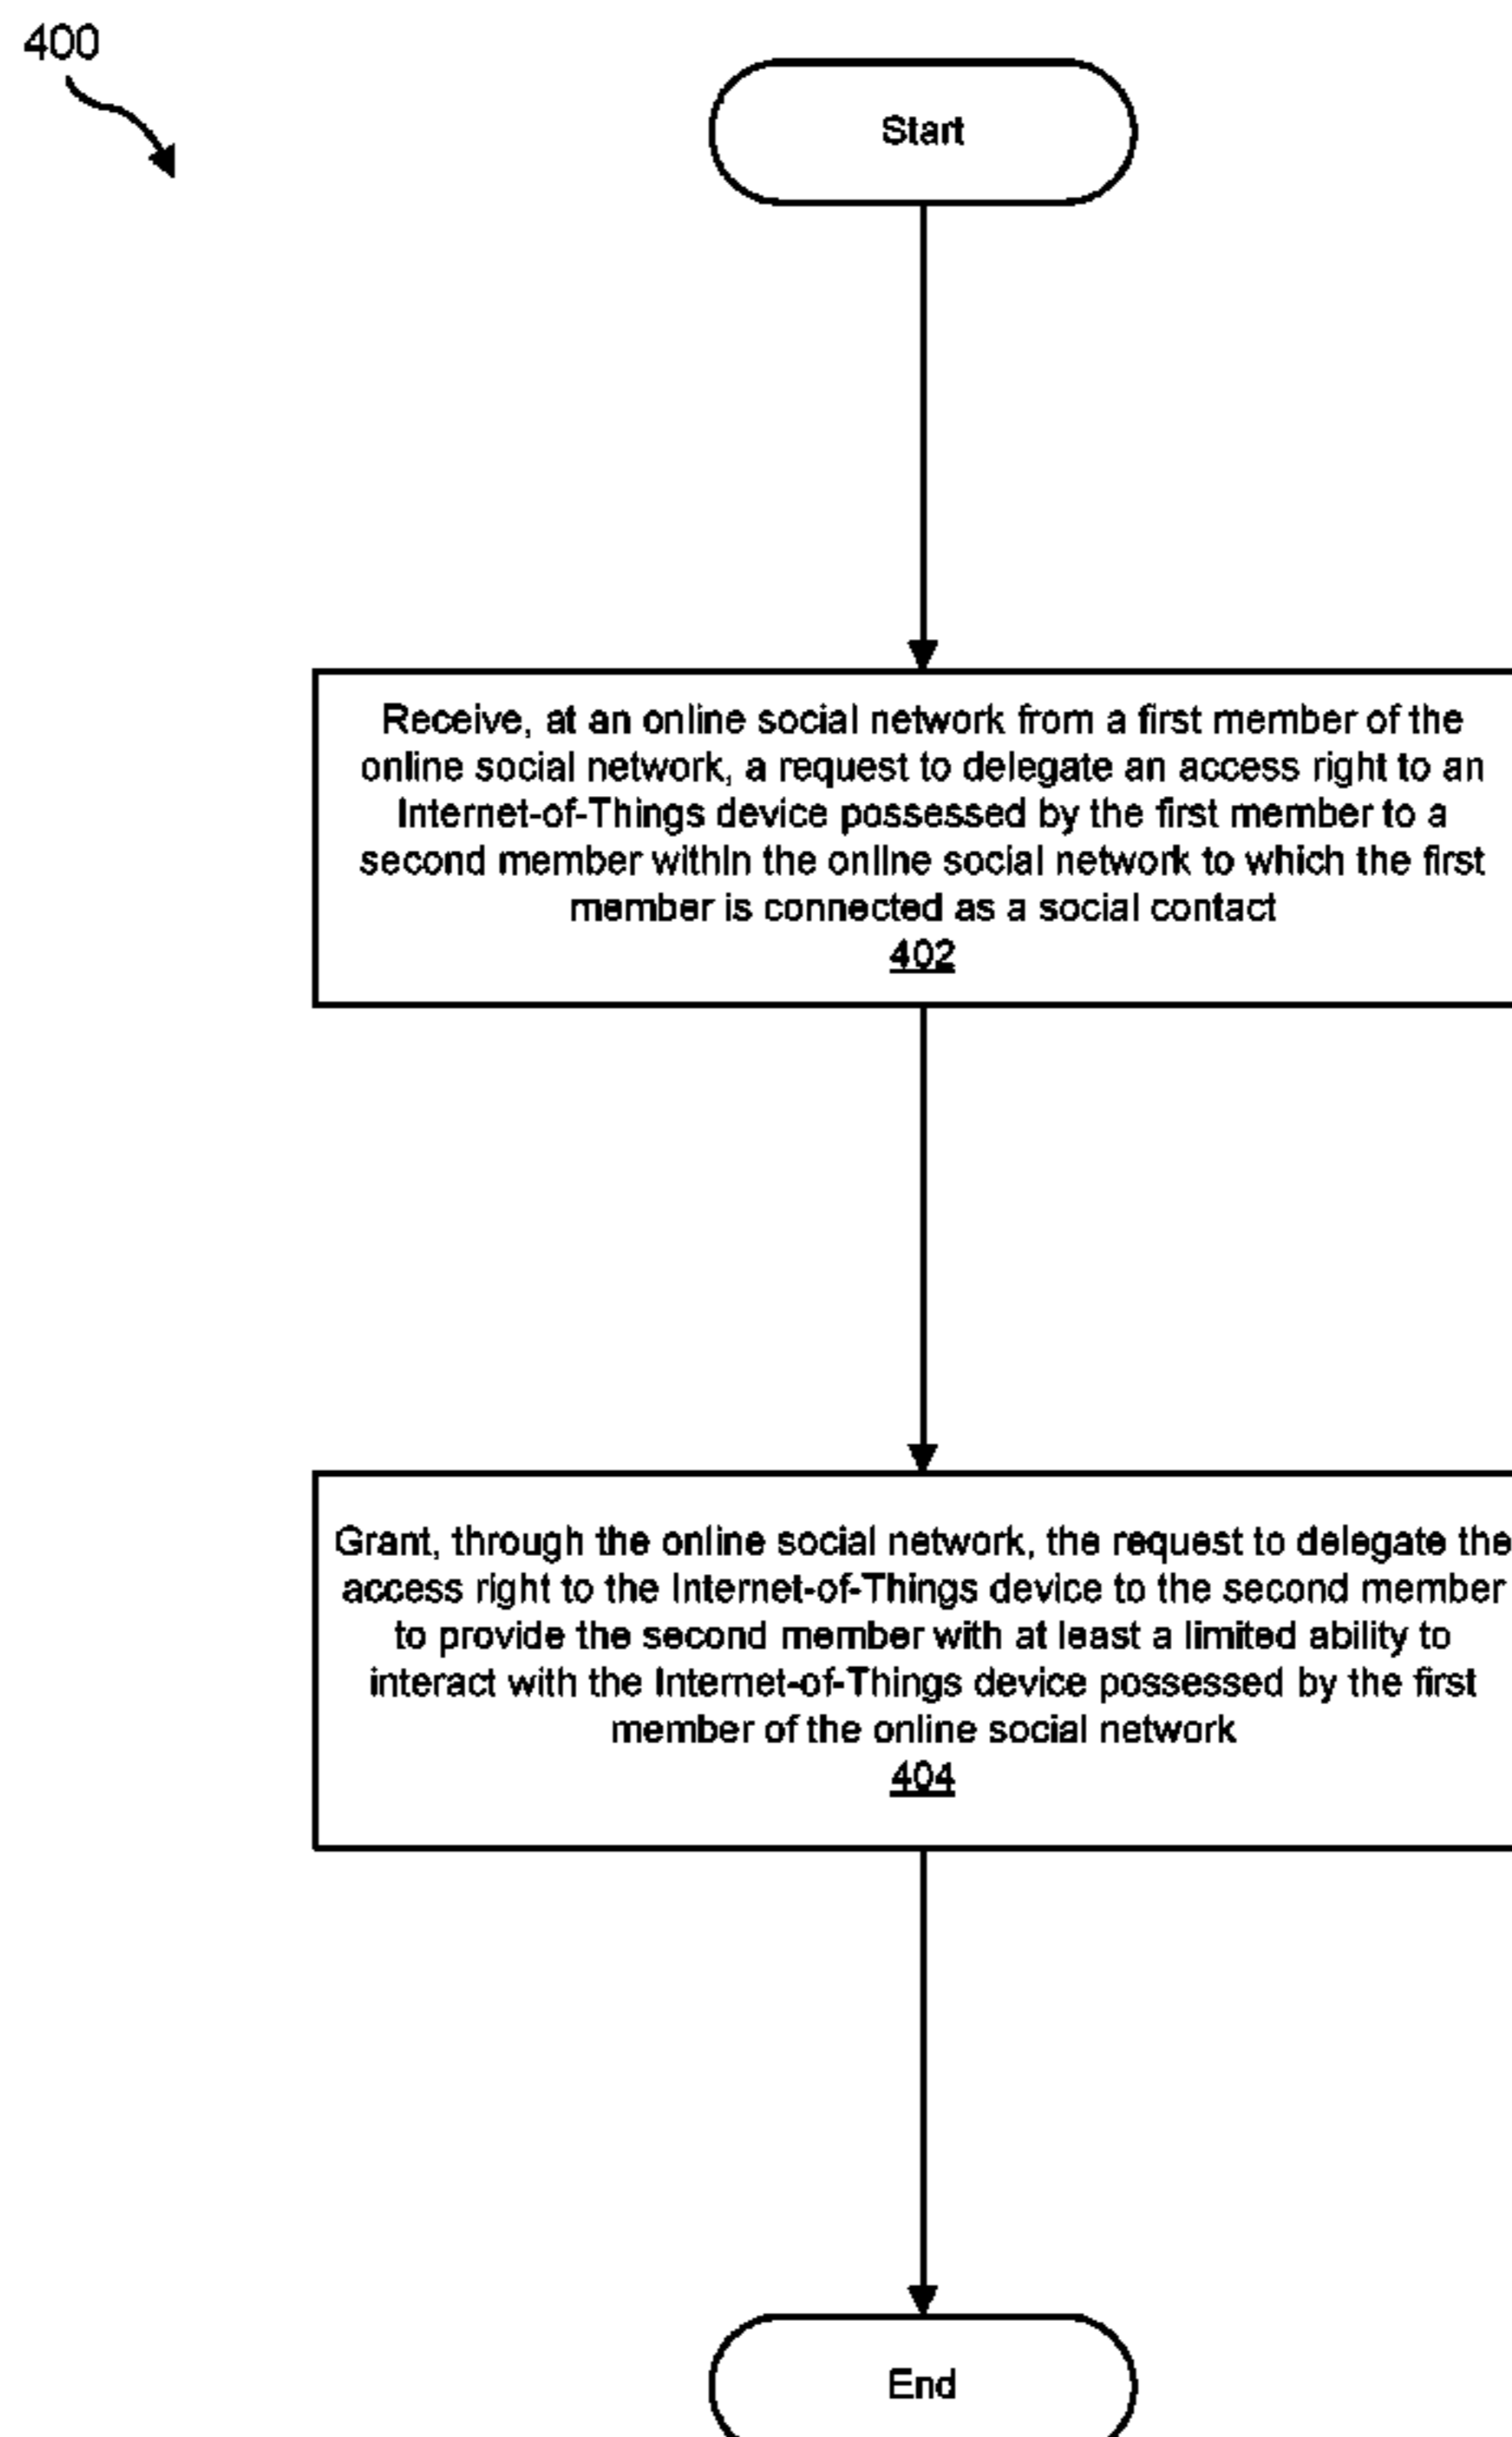 400
Start
Receive, at an online social network from a first member of the
online social network, a request to delegate an access right to an
Internet-of-Things device possessed by the first member to a
second member within the online social network to which the first
member is connected as a social contact
402
Grant, through the online social network, the request to delegate the
access right to the Internet-of-Things device to the second member
to provide the second member with at least a limited ability to
interact with the Internet-of-Things device possessed by the first
member of the online social network
404
End